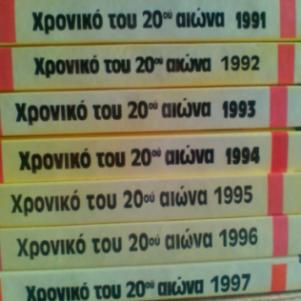 Χρονικό του 20ού αιώνα 1991
Χρονικό του 20ού αιώνα 1992
Χρονικό του 20ού αιώνα 1993
Χρονικό του 20ού αιώνα 1994
Χρονικό του 20ού αιώνα 1995
Χρονικό του 20ού αιώνα 1996
Χρονικό του 20ού αιώνα 1997